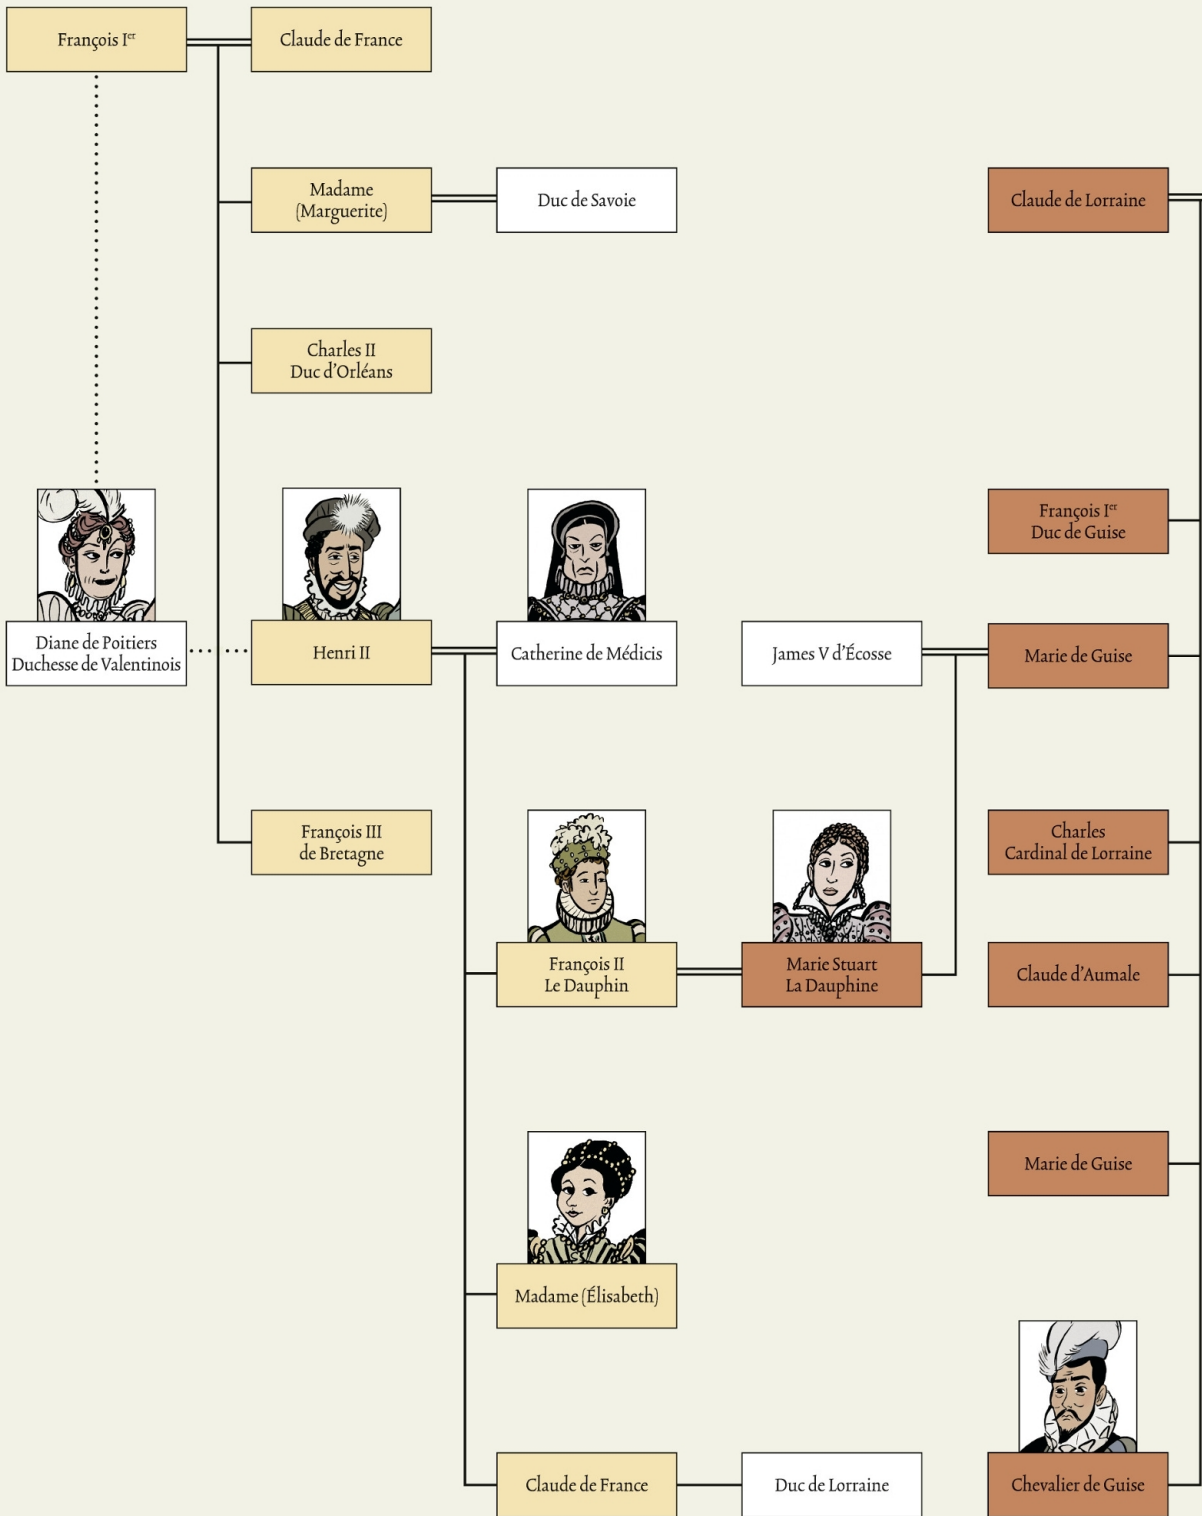 François Iᵉʳ
Claude de France
Madame
(Marguerite)
Duc de Savoie
Claude de Lorraine
Charles II
Duc d'Orléans
François Iᵉʳ
Duc de Guise
Diane de Poitiers
Duchesse de Valentinois
Henri II
Catherine de Médicis
James V d'Écosse
Marie de Guise
François III
de Bretagne
Charles
Cardinal de Lorraine
François II
Le Dauphin
Marie Stuart
La Dauphine
Claude d'Aumale
Marie de Guise
Madame (Élisabeth)
Claude de France
Duc de Lorraine
Chevalier de Guise